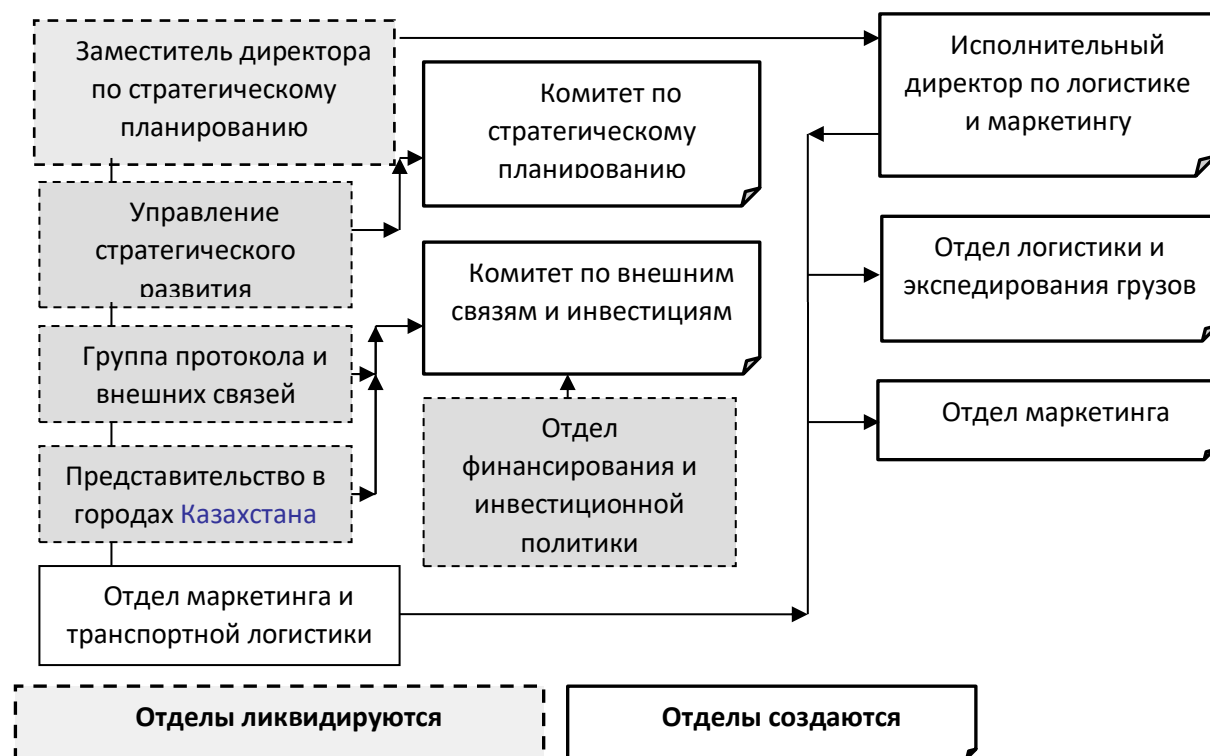 Заместитель директора
по стратегическому
планированию
Исполнительный
директор по логистике
и маркетингу
Комитет по
стратегическому
планированию
Управление
стратегического
развития
Отдел логистики и
экспедирования грузов
Комитет по внешним
связям и инвестициям
Группа протокола и
внешних связей
Отдел маркетинга
Отдел
финансирования и
инвестиционной
политики
Представительство в
городах Казахстана
Отдел маркетинга и
транспортной логистики
Отделы ликвидируются
Отделы создаются